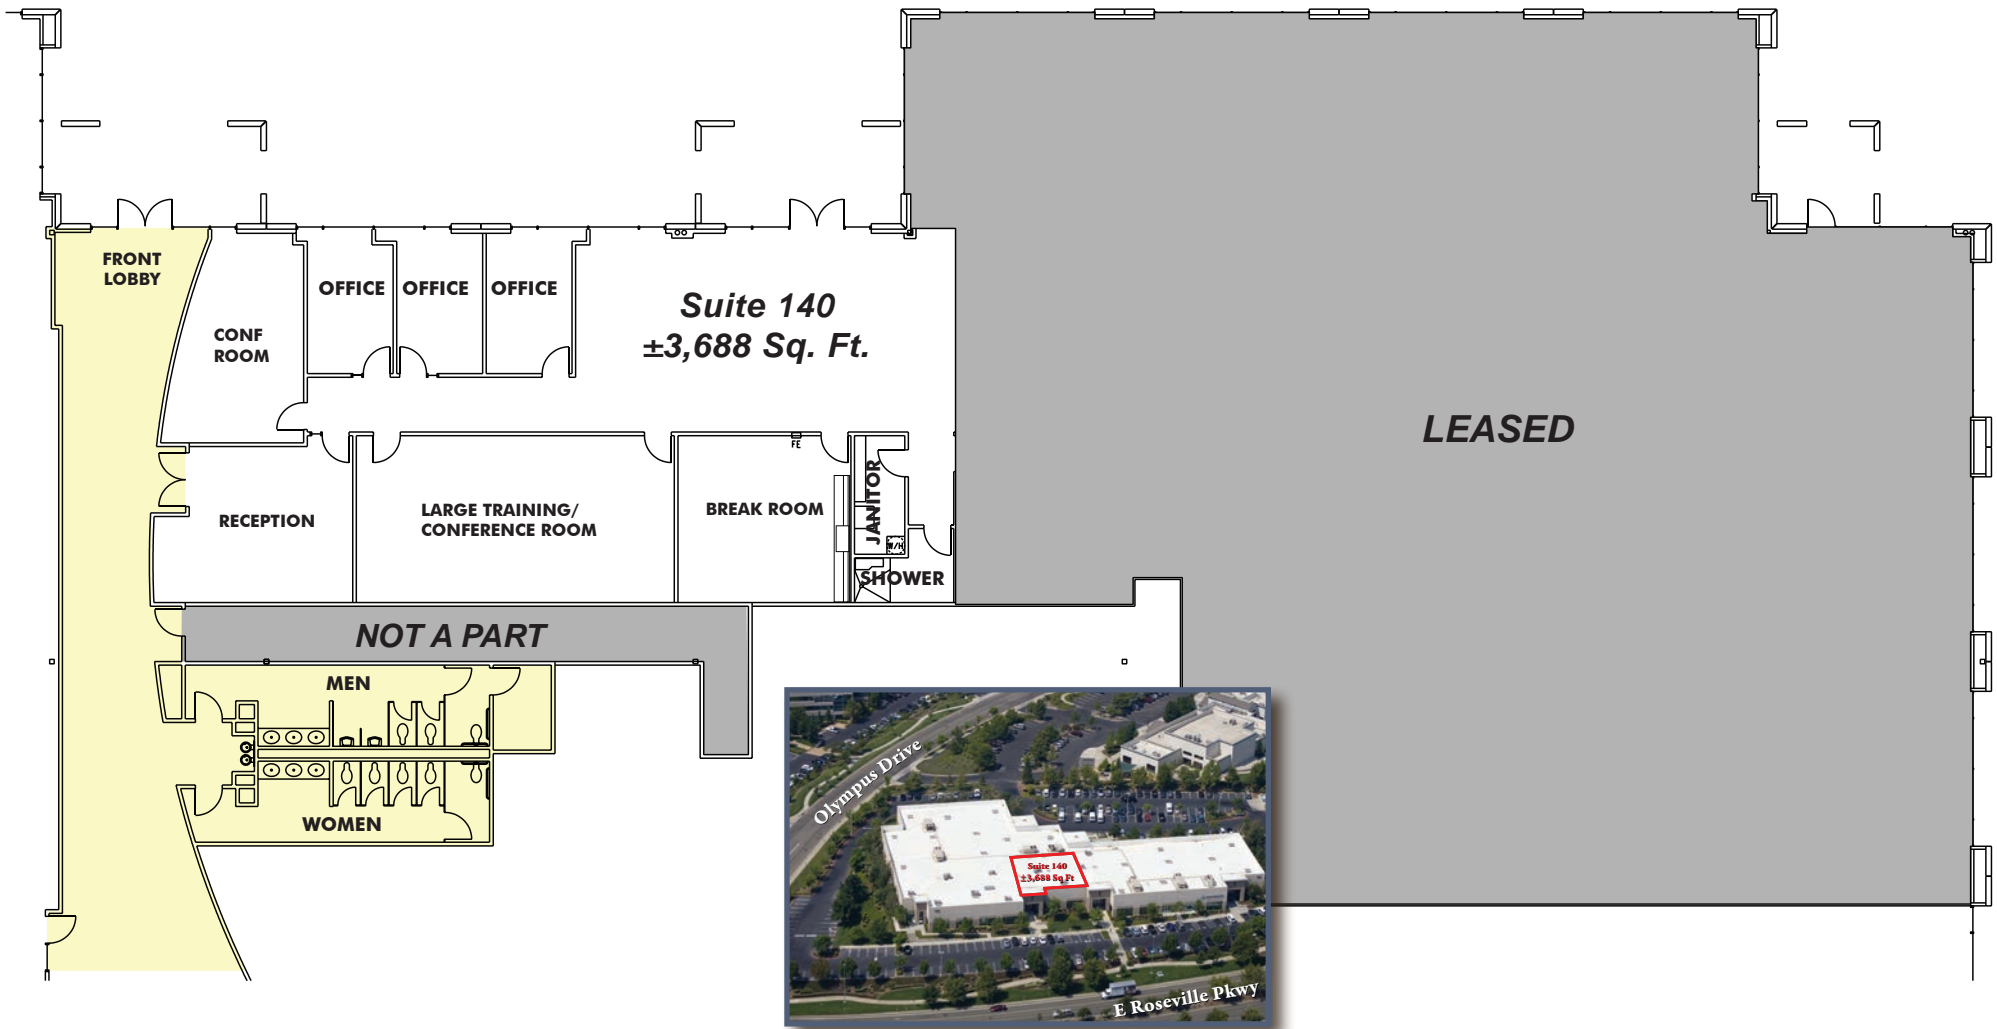 FRONT
LOBBY
CONF
ROOM
OFFICE
OFFICE
OFFICE
Suite 140
±3,688 Sq. Ft.
LEASED
FE
RECEPTION
LARGE TRAINING/
CONFERENCE ROOM
BREAK ROOM
JANITOR
W/H
SHOWER
NOT A PART
MEN
WOMEN
Olympus Drive
Suite 140
±3,688 Sq Ft
E Roseville Pkwy